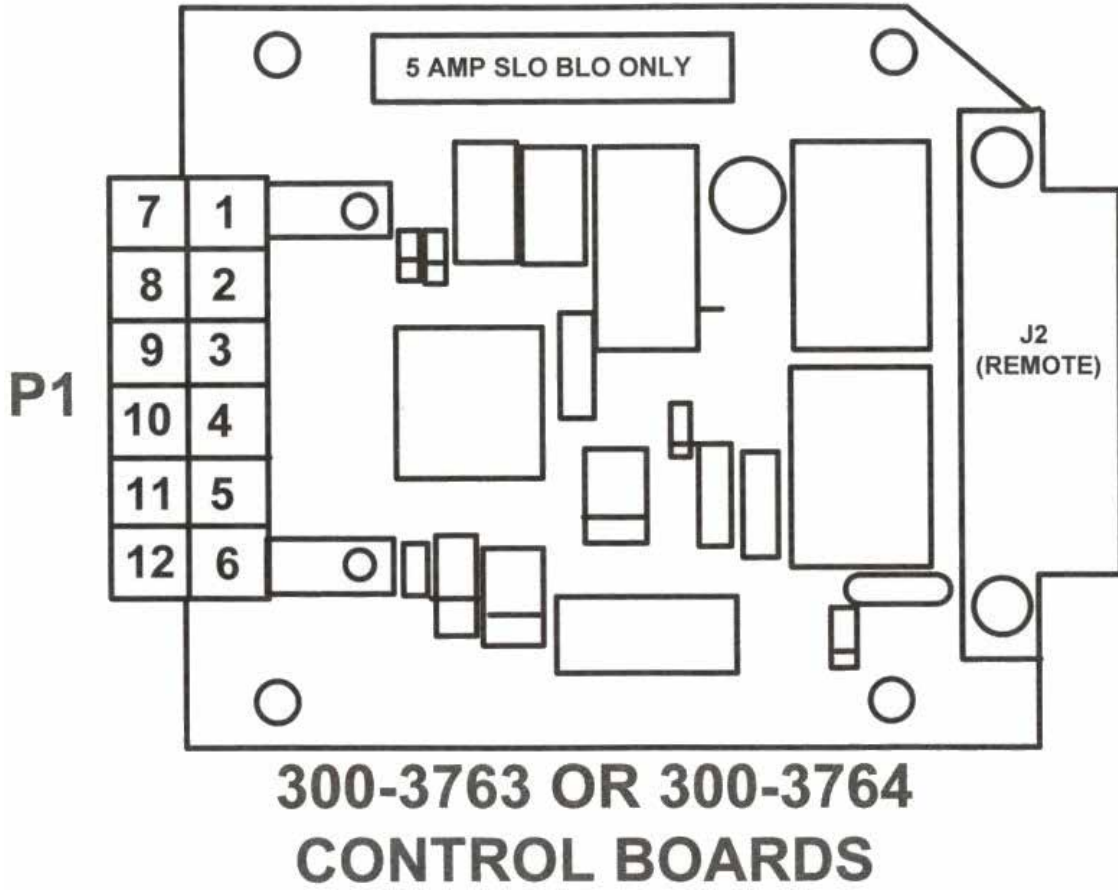 5 AMP SLO BLO ONLY
P1
7 1
8 2
9 3
10 4
11 5
12 6
J2
(REMOTE)
300-3763 OR 300-3764
CONTROL BOARDS